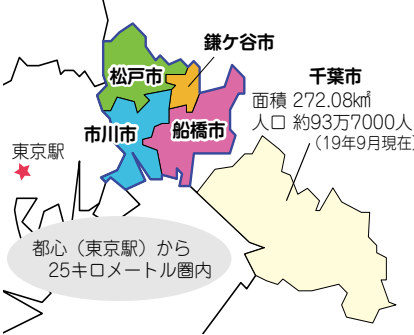 鎌ケ谷市
松戸市
千葉市
面積 272.08㎢
人口 約93万7000人
(19年9月現在)
市川市
船橋市
東京駅
都心（東京駅）から
25キロメートル圏内